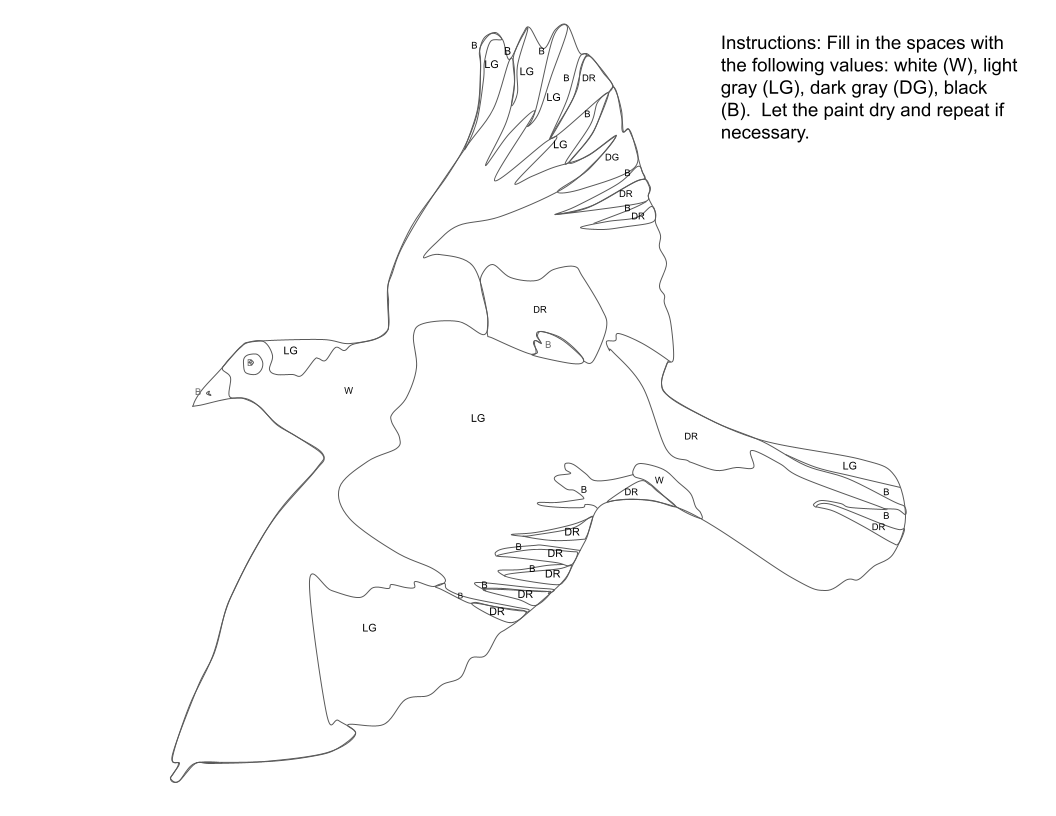 Instructions: Fill in the spaces with
the following values: white (W), light
gray (LG), dark gray (DG), black
(B).  Let the paint dry and repeat if
necessary.
B
B
B
LG
LG
B
DR
LG
B
LG
DG
B
DR
B
DR
DR
B
LG
B
B
W
LG
DR
LG
W
B
DR
B
B
DR
DR
B
DR
B
DR
B
DR
B
DR
LG